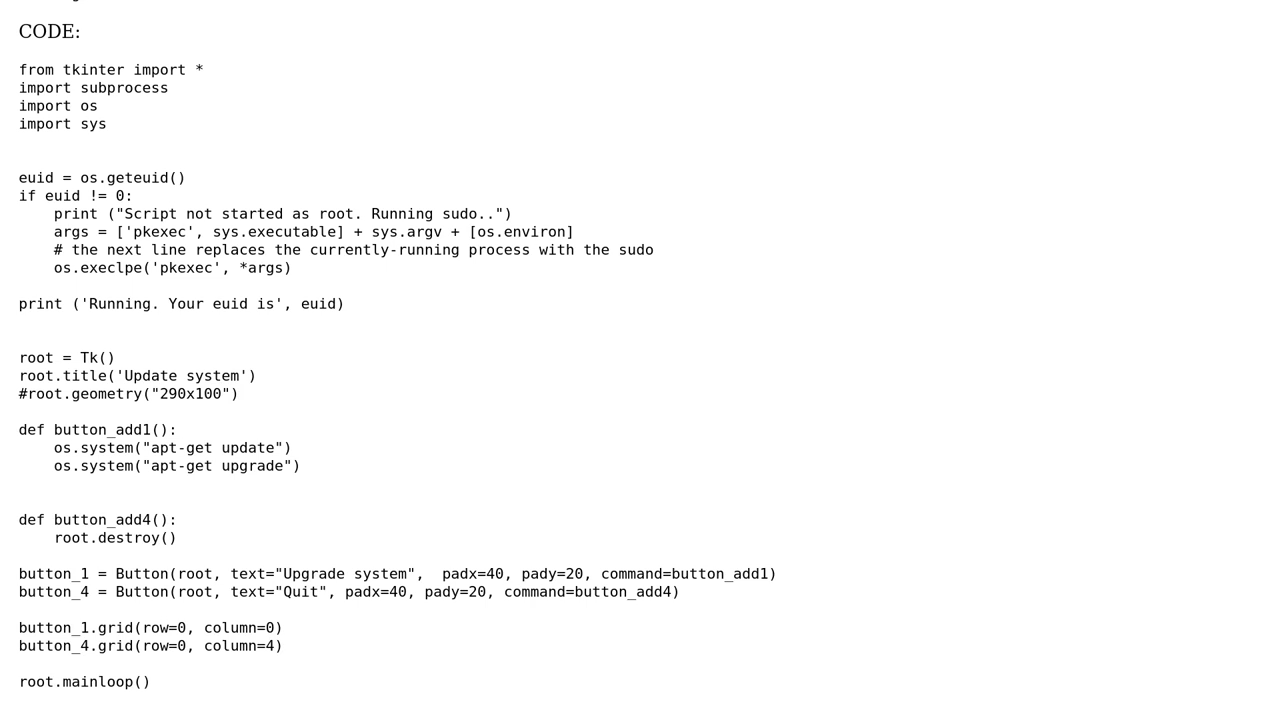 CODE:
from tkinter import *
import subprocess
import os
import sys
euid = os.geteuid()
if euid != 0:
    print ("Script not started as root. Running sudo..")
    args = ['pkexec', sys.executable] + sys.argv + [os.environ]
    # the next line replaces the currently-running process with the sudo
    os.execlpe('pkexec', *args)
print ('Running. Your euid is', euid)
root = Tk()
root.title('Update system')
#root.geometry("290x100")
def button_add1():
    os.system("apt-get update")
    os.system("apt-get upgrade")
def button_add4():
    root.destroy()
button_1 = Button(root, text="Upgrade system",  padx=40, pady=20, command=button_add1)
button_4 = Button(root, text="Quit", padx=40, pady=20, command=button_add4)
button_1.grid(row=0, column=0)
button_4.grid(row=0, column=4)
root.mainloop()